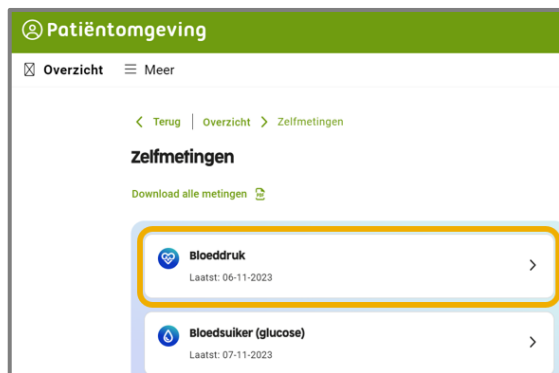 Patiëntomgeving
Overzicht Meer
Terug Overzicht Zelfmetingen
Zelfmetingen
Download alle metingen
Bloeddruk
Laatst: 06-11-2023
Bloedsuiker (glucose)
Laatst: 07-11-2023